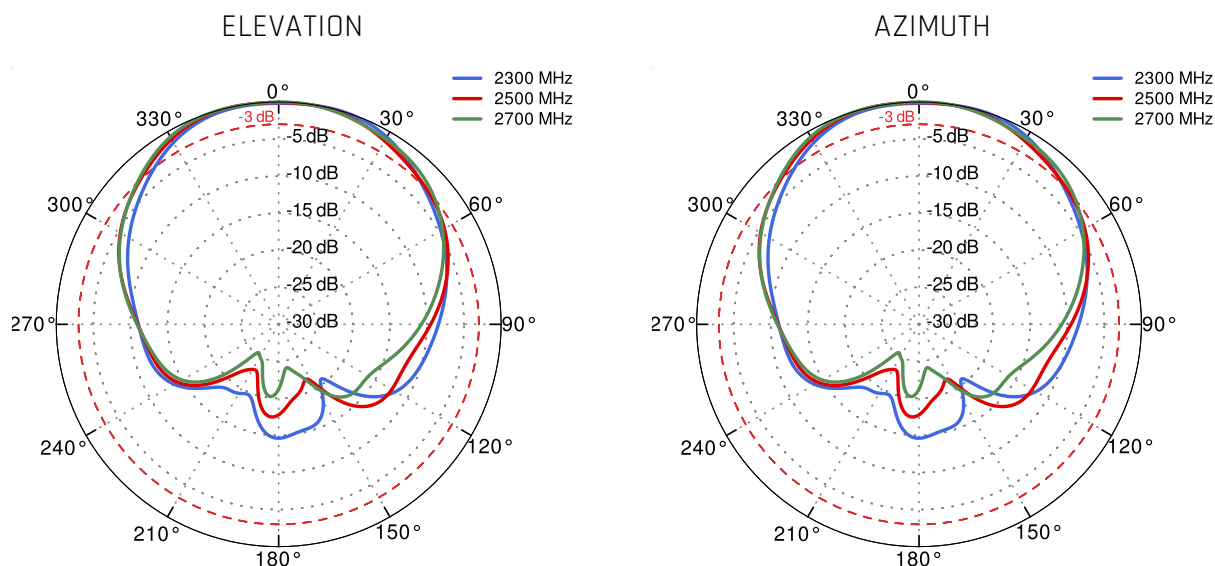 ELEVATION
2300 MHz
2500 MHz
2700 MHz
0°
-3 dB
330°
30°
-5 dB
-10 dB
300°
60°
-15 dB
-20 dB
-25 dB
270°
-30 dB
90°
240°
120°
210°
150°
180°
AZIMUTH
2300 MHz
2500 MHz
2700 MHz
0°
-3 dB
330°
30°
-5 dB
-10 dB
300°
60°
-15 dB
-20 dB
-25 dB
270°
-30 dB
90°
240°
120°
210°
150°
180°